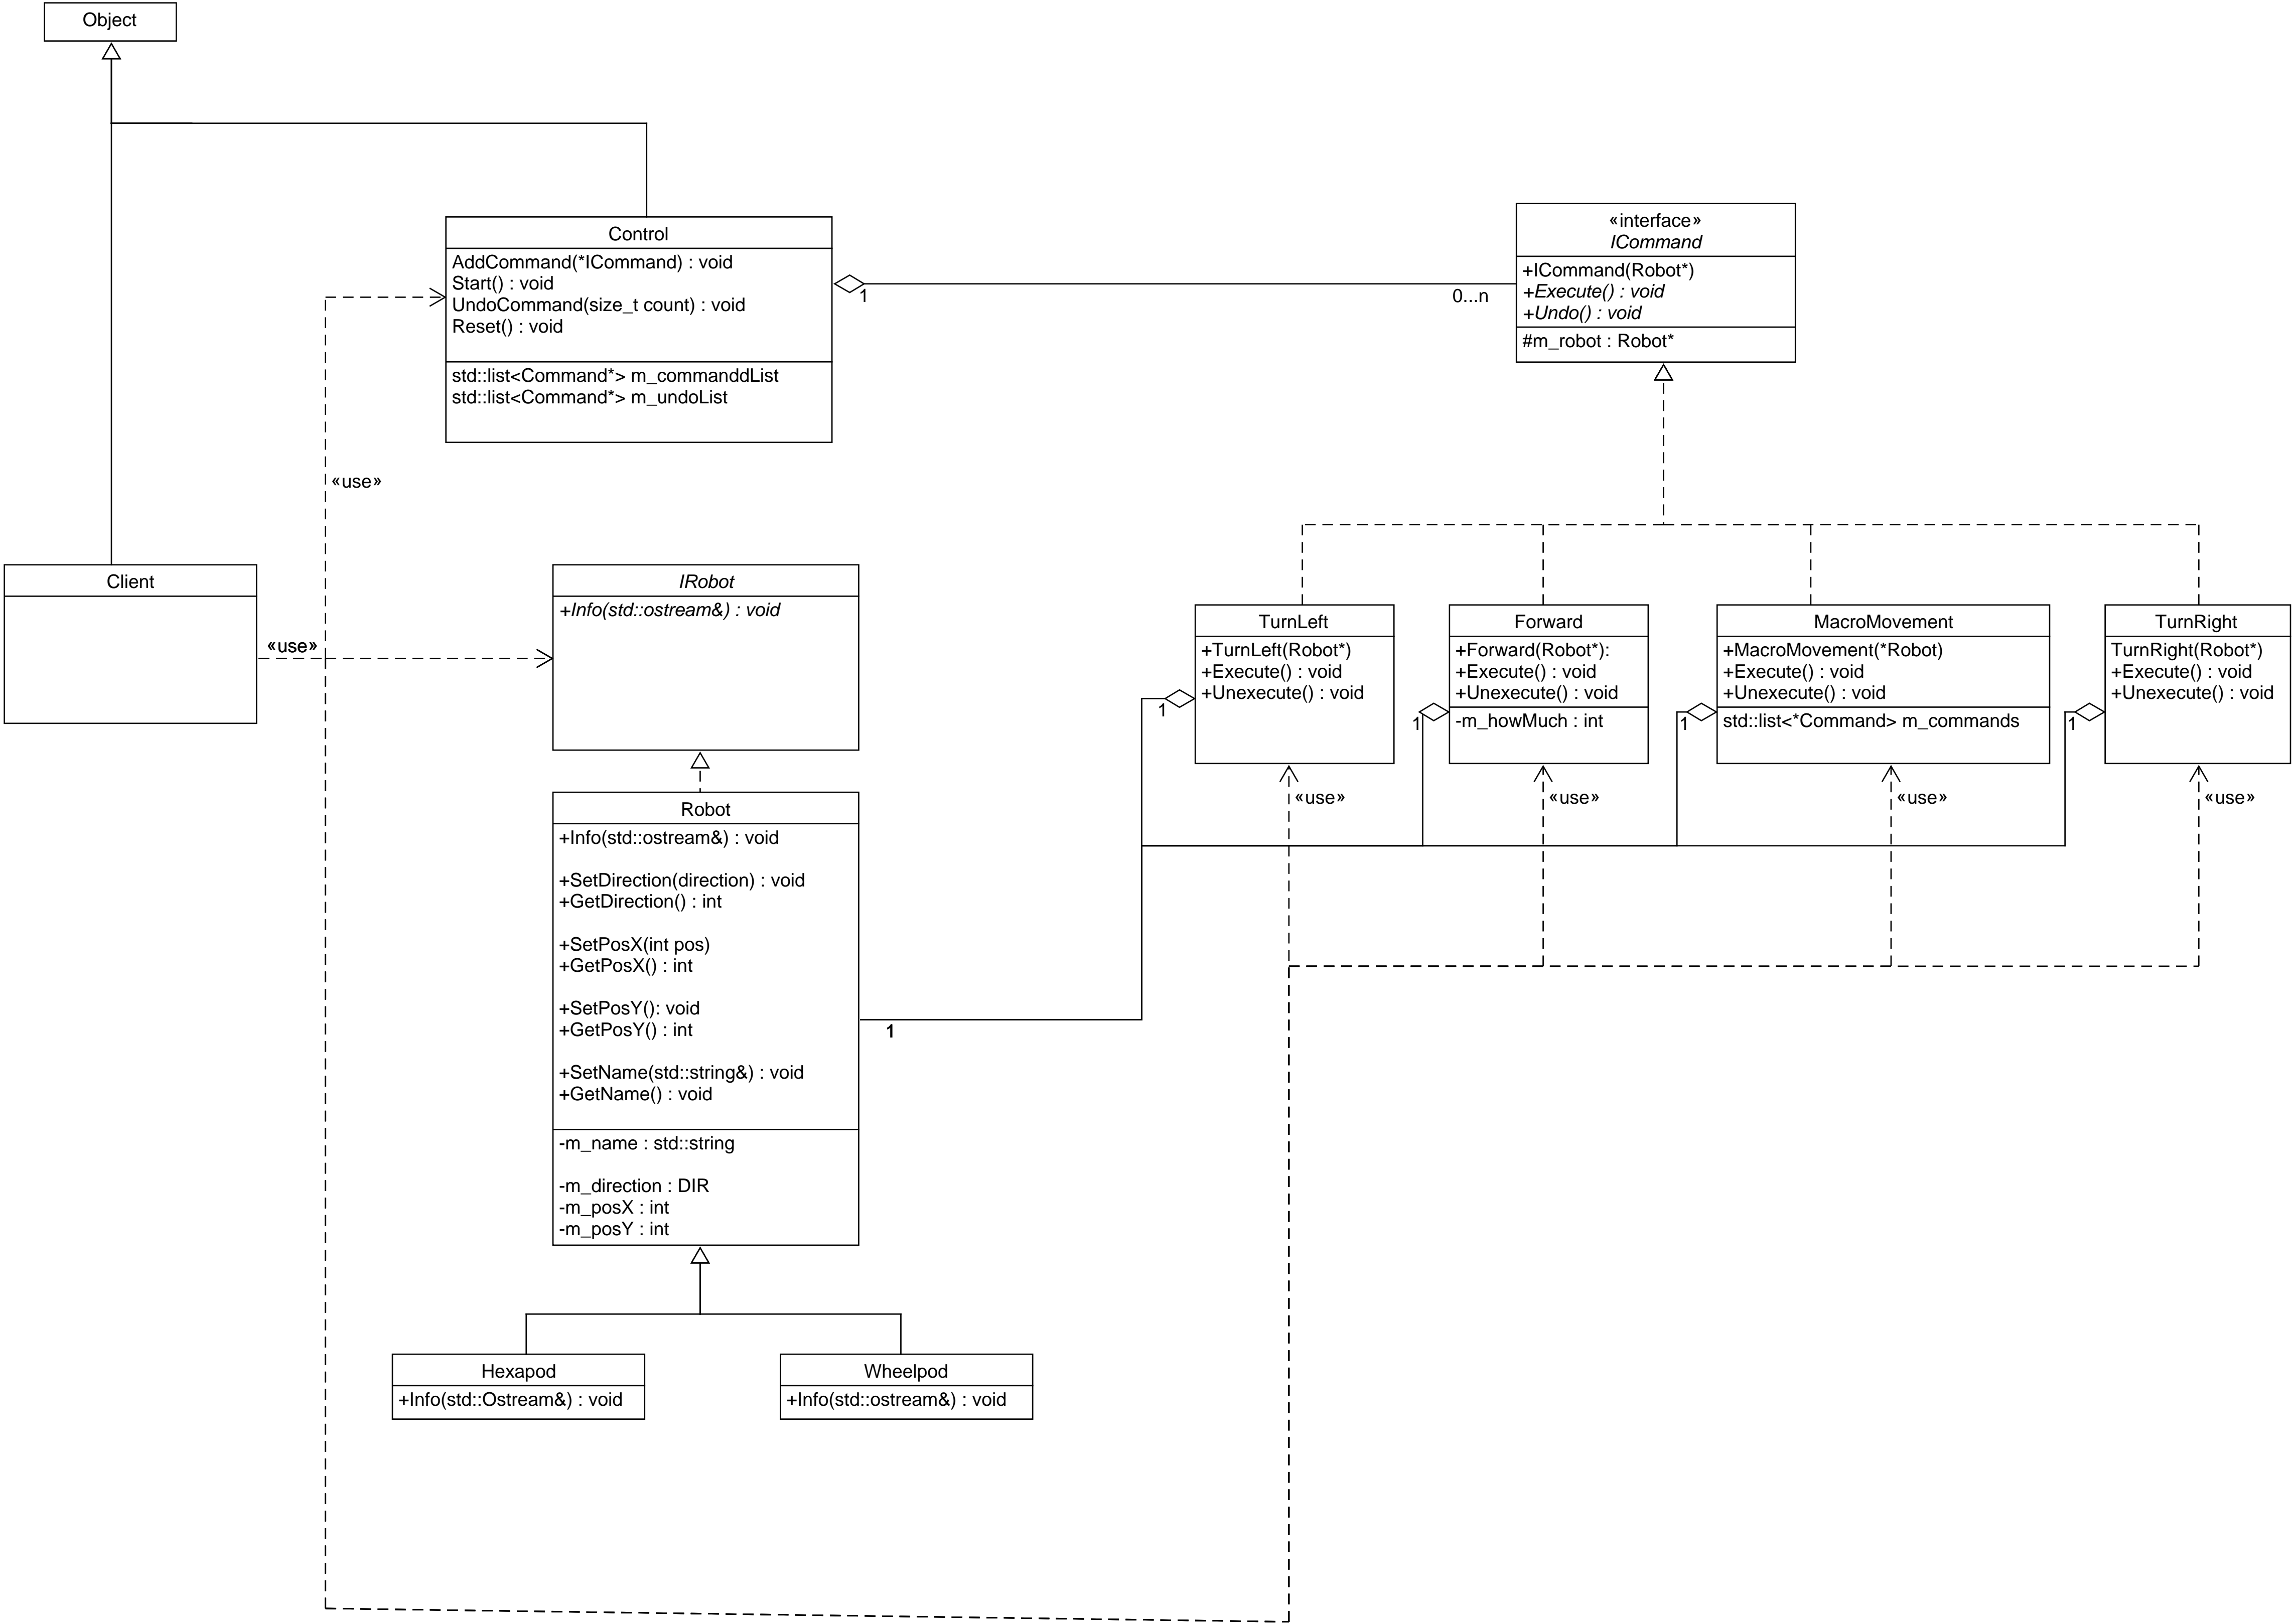 Object
Control
AddCommand(*ICommand) : void
Start() : void
UndoCommand(size_t count) : void
Reset() : void
std::list<Command*> m_commanddList
std::list<Command*> m_undoList
1
0...n
«interface»
ICommand
+ICommand(Robot*)
+Execute() : void
+Undo() : void
#m_robot : Robot*
«use»
Client
«use»
IRobot
+Info(std::ostream&) : void
TurnLeft
+TurnLeft(Robot*)
+Execute() : void
+Unexecute() : void
1
«use»
Forward
+Forward(Robot*):
+Execute() : void
+Unexecute() : void
-m_howMuch : int
1
«use»
MacroMovement
+MacroMovement(*Robot)
+Execute() : void
+Unexecute() : void
std::list<*Command> m_commands
1
«use»
TurnRight
TurnRight(Robot*)
+Execute() : void
+Unexecute() : void
1
«use»
Robot
+Info(std::ostream&) : void
+SetDirection(direction) : void
+GetDirection() : int
+SetPosX(int pos)
+GetPosX() : int
+SetPosY(): void
+GetPosY() : int
+SetName(std::string&) : void
+GetName() : void
-m_name : std::string
-m_direction : DIR
-m_posX : int
-m_posY : int
1
Hexapod
+Info(std::Ostream&) : void
Wheelpod
+Info(std::ostream&) : void